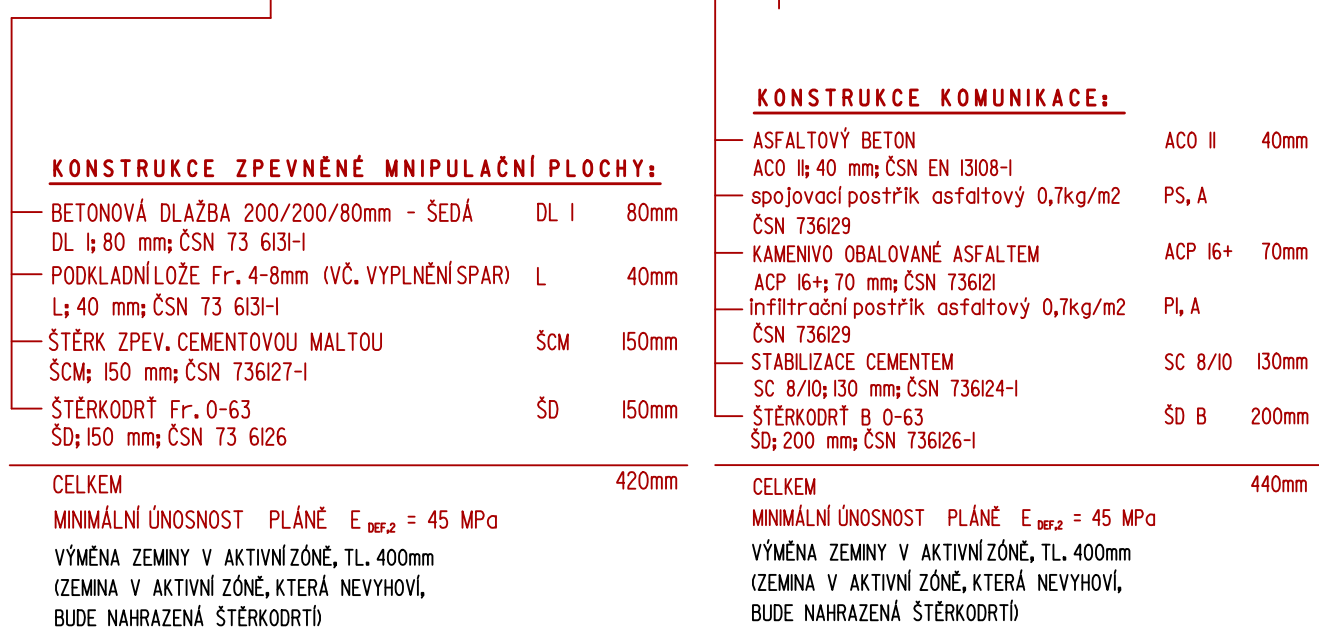 KONSTRUKCE ZPEVNĚNÉ MNIPULAČNÍ PLOCHY:
BETONOVÁ DLAŽBA 200/200/80mm - ŠEDÁ DL I 80mm
DL I; 80 mm; ČSN 73 6131-1
PODKLADNÍ LOŽE Fr. 4-8mm (VČ. VYPLNĚNÍ SPAR) L 40mm
L; 40 mm; ČSN 73 6131-1
ŠTĚRK ZPEV. CEMENTOVOU MALTOU ŠCM 150mm
ŠCM; 150 mm; ČSN 736127-1
ŠTĚRKODRŤ Fr. 0-63 ŠD 150mm
ŠD; 150 mm; ČSN 73 6126
CELKEM 420mm
MINIMÁLNÍ ÚNOSNOST PLÁNĚ E DEF,2 = 45 MPa
VÝMĚNA ZEMINY V AKTIVNÍ ZÓNĚ, TL. 400mm
(ZEMINA V AKTIVNÍ ZÓNĚ, KTERÁ NEVYHOVÍ,
BUDE NAHRAZENÁ ŠTĚRKODRTÍ)
KONSTRUKCE KOMUNIKACE:
ASFALTOVÝ BETON ACO 11 40mm
ACO 11; 40 mm; ČSN EN 13108-1
spojovací postřik asfaltový 0,7kg/m2 PS, A
ČSN 736129
KAMENIVO OBALOVANÉ ASFALTEM ACP 16+ 70mm
ACP 16+; 70 mm; ČSN 736121
infiltrační postřik asfaltový 0,7kg/m2 PI, A
ČSN 736129
STABILIZACE CEMENTEM SC 8/10 130mm
SC 8/10; 130 mm; ČSN 736124-1
ŠTĚRKODRŤ B 0-63 ŠD B 200mm
ŠD; 200 mm; ČSN 736126-1
CELKEM 440mm
MINIMÁLNÍ ÚNOSNOST PLÁNĚ E DEF,2 = 45 MPa
VÝMĚNA ZEMINY V AKTIVNÍ ZÓNĚ, TL. 400mm
(ZEMINA V AKTIVNÍ ZÓNĚ, KTERÁ NEVYHOVÍ,
BUDE NAHRAZENÁ ŠTĚRKODRTÍ)